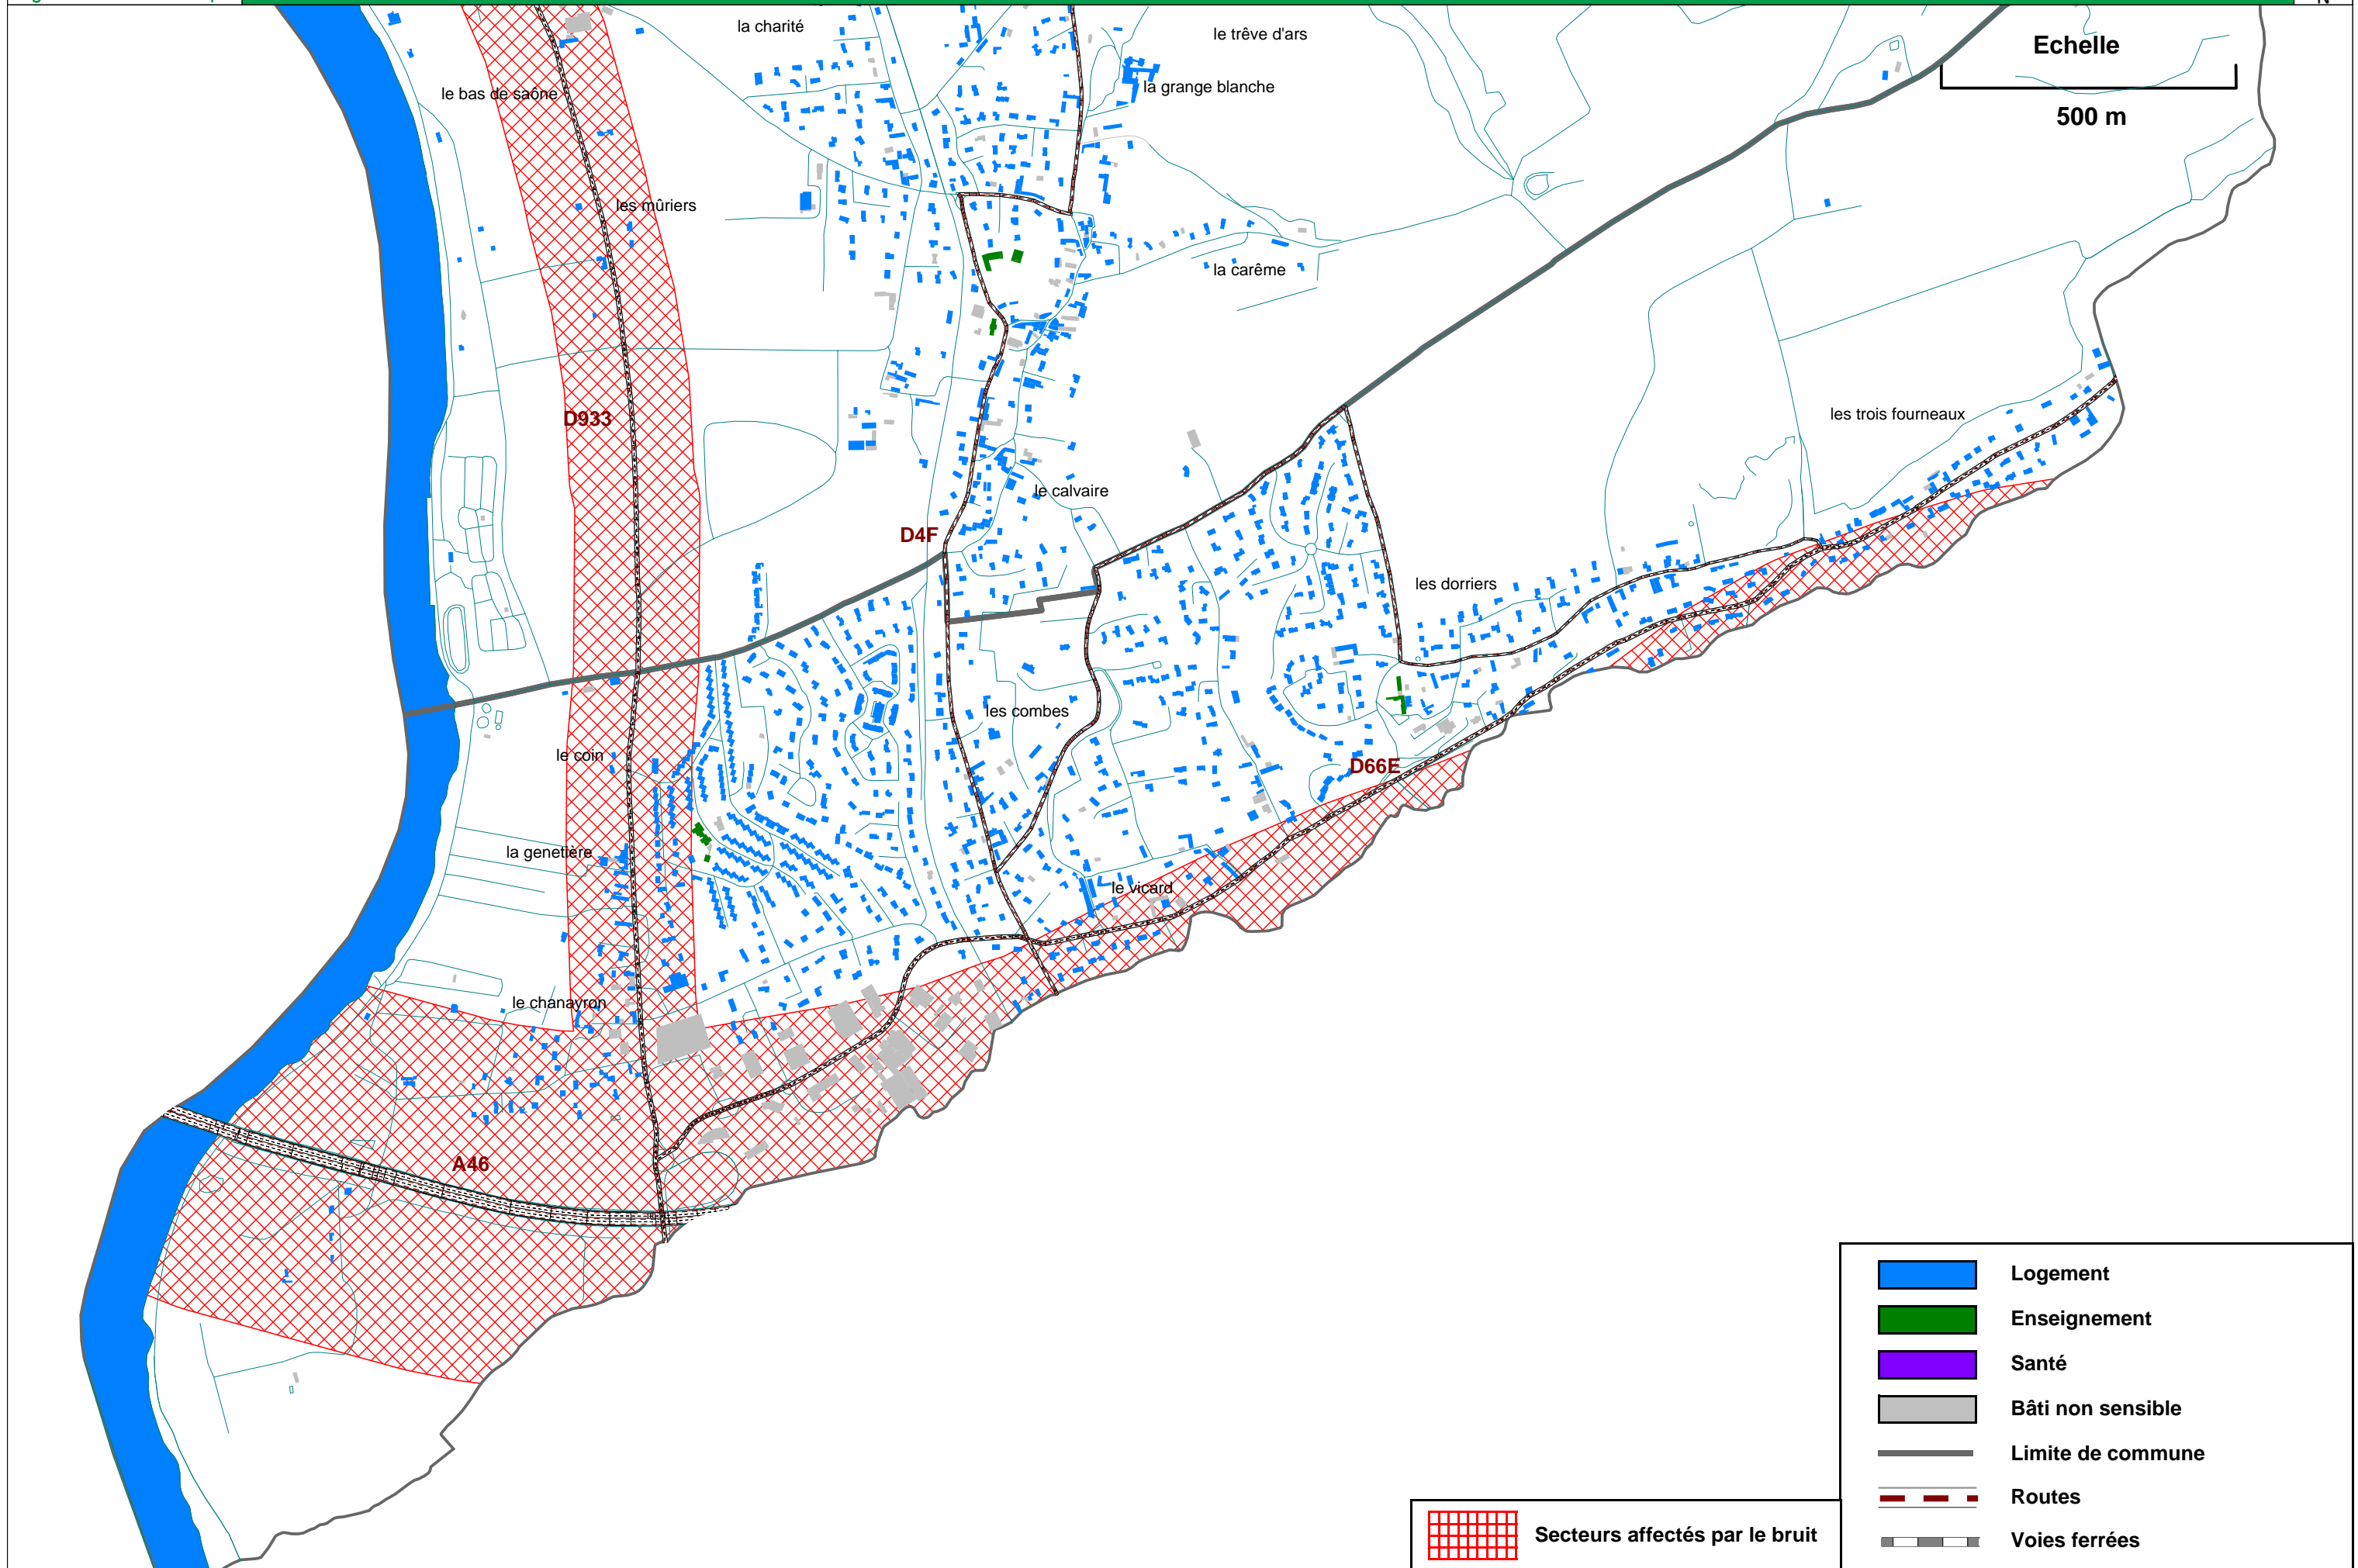 la charité
le trêve d'ars
Echelle
le bas de saône
la grange blanche
500 m
les mûriers
la carême
D933
les trois fourneaux
le calvaire
D4F
les dorriers
les combes
le coin
D66E
la genetière
le vicard
le chanayron
A46
Logement
Enseignement
Santé
Bâti non sensible
Limite de commune
Routes
Secteurs affectés par le bruit
Voies ferrées